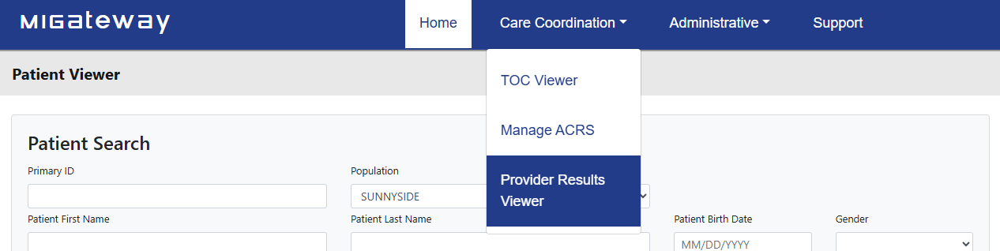 MIGateway
Home
Care Coordination
Administrative
Support
TOC Viewer
Manage ACRS
Provider Results
Viewer
Patient Viewer
Patient Search
Primary ID
Population
SUNNYSIDE
Patient First Name
Patient Last Name
Patient Birth Date
Gender
MM/DD/YYYY